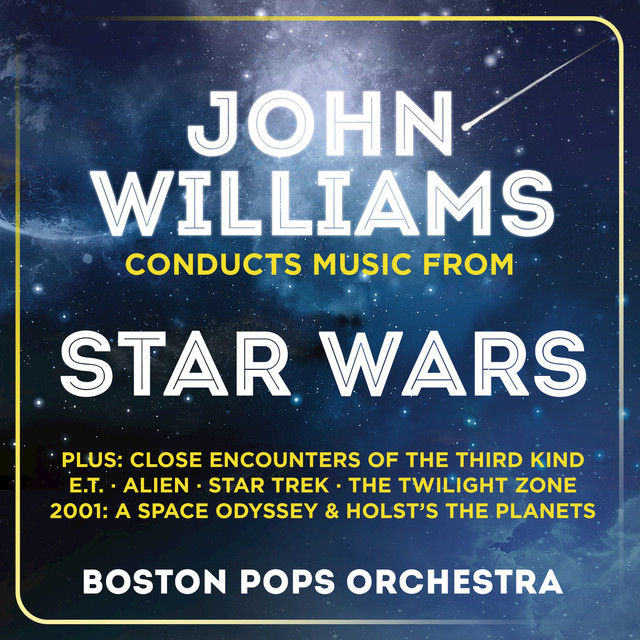 JOHN
WILLIAMS
CONDUCTS MUSIC FROM
STAR WARS
PLUS: CLOSE ENCOUNTERS OF THE THIRD KIND
E.T. · ALIEN · STAR TREK · THE TWILIGHT ZONE
2001: A SPACE ODYSSEY & HOLST'S THE PLANETS
BOSTON POPS ORCHESTRA